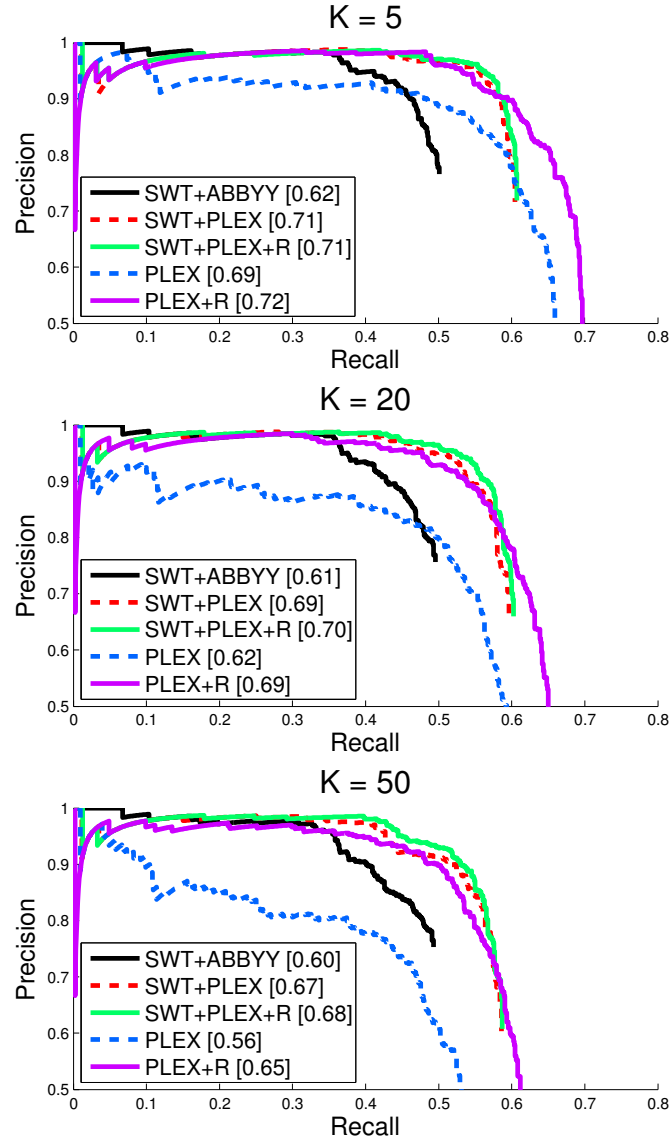 K = 5
1
0.9
0.8
0.7
0.6
0.5
Precision
SWT+ABBYY [0.62]
SWT+PLEX [0.71]
SWT+PLEX+R [0.71]
PLEX [0.69]
PLEX+R [0.72]
0 0.1 0.2 0.3 0.4 0.5 0.6 0.7 0.8
Recall
K = 20
1
0.9
0.8
0.7
0.6
0.5
Precision
SWT+ABBYY [0.61]
SWT+PLEX [0.69]
SWT+PLEX+R [0.70]
PLEX [0.62]
PLEX+R [0.69]
0 0.1 0.2 0.3 0.4 0.5 0.6 0.7 0.8
Recall
K = 50
1
0.9
0.8
0.7
0.6
0.5
Precision
SWT+ABBYY [0.60]
SWT+PLEX [0.67]
SWT+PLEX+R [0.68]
PLEX [0.56]
PLEX+R [0.65]
0 0.1 0.2 0.3 0.4 0.5 0.6 0.7 0.8
Recall